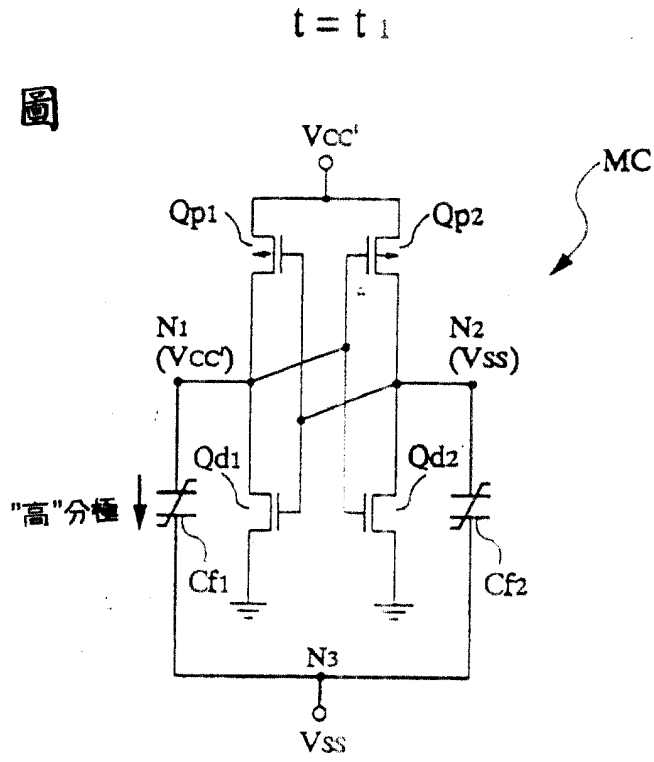 t = t1
圖
VCC'
MC
Qp1
Qp2
N1
(VCC')
N2
(VSS)
Qd1
Qd2
"高"分極
Cf1
Cf2
N3
VSS